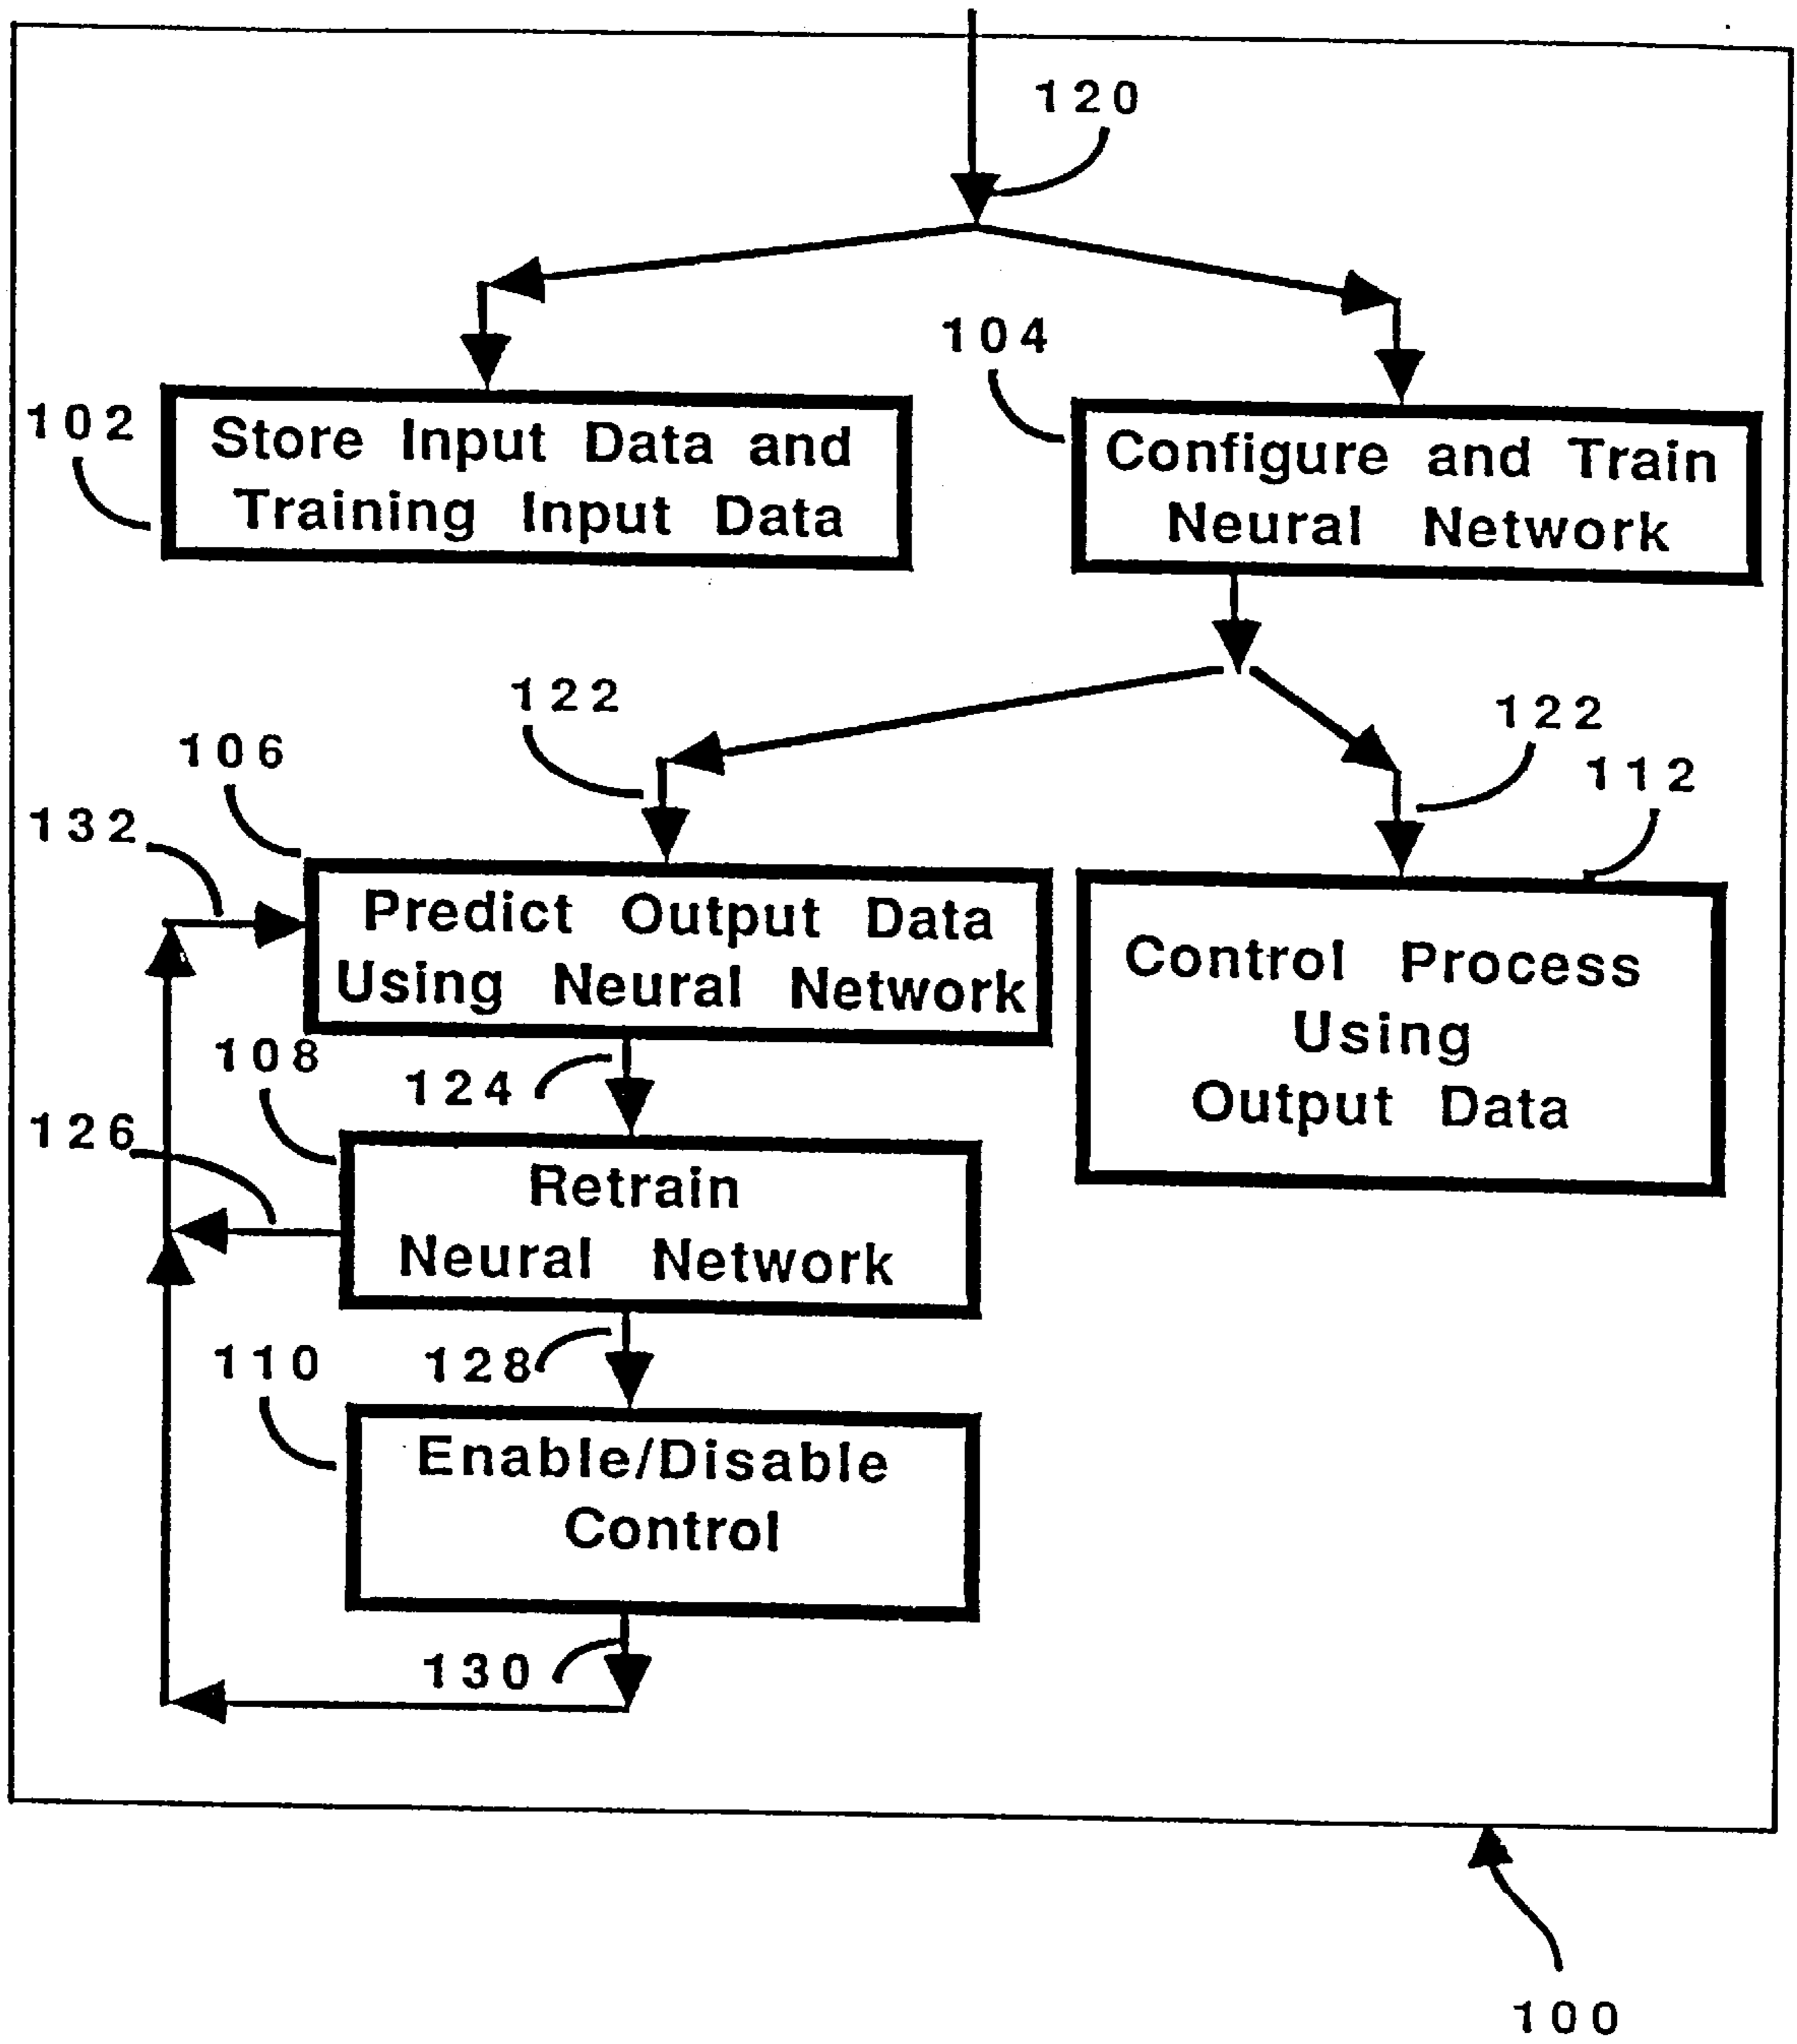 120
104
102
Store Input Data and
Training Input Data
Configure and Train
Neural Network
122
122
106
112
132
Predict Output Data
Using Neural Network
Control Process
Using
Output Data
108
124
126
Retrain
Neural Network
110
128
Enable/Disable
Control
130
100